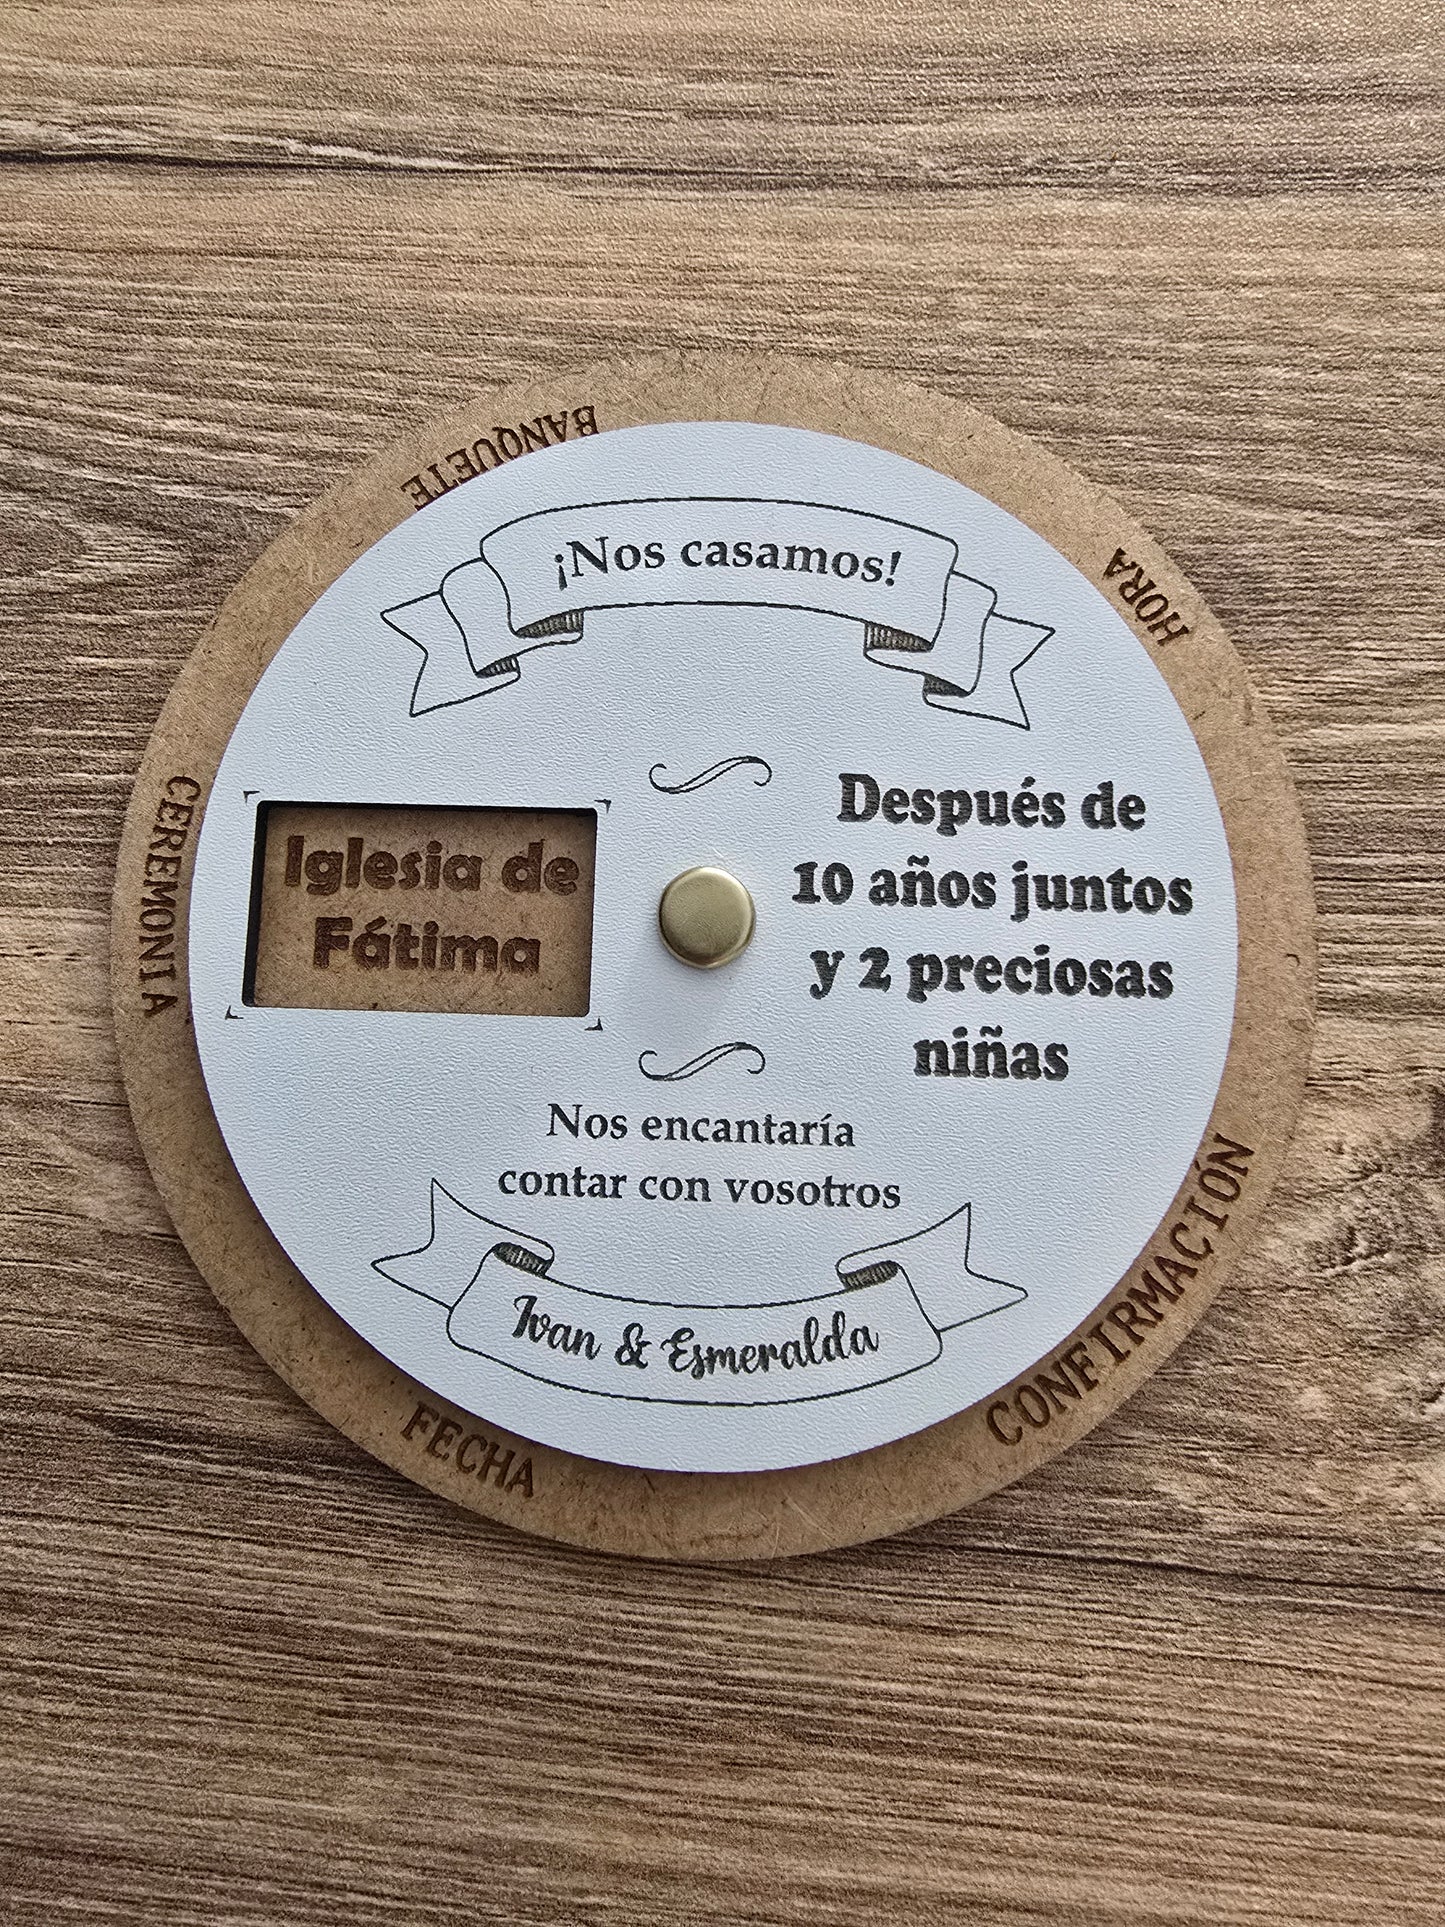 BANQUETE
HORA
¡Nos casamos!
CEREMONIA
Iglesia de
Fátima
Después de
10 años juntos
y 2 preciosas
niñas
Nos encantaría
contar con vosotros
Ivan & Esmeralda
FECHA
CONFIRMACIÓN